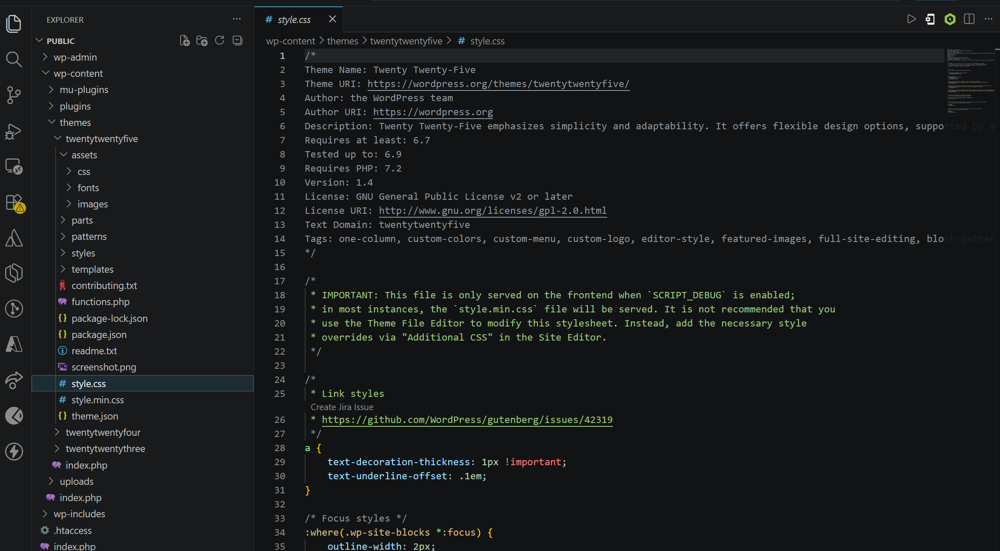 EXPLORER
PUBLIC
wp-admin
wp-content
mu-plugins
plugins
themes
twentytwentyfive
assets
css
fonts
images
parts
patterns
styles
templates
contributing.txt
functions.php
package-lock.json
package.json
readme.txt
screenshot.png
# style.css
# style.min.css
{} theme.json
twentytwentyfour
twentytwentythree
index.php
uploads
index.php
wp-includes
.htaccess
index.php
# style.css
wp-content > themes > twentytwentyfive > # style.css
1 /*
2 Theme Name: Twenty Twenty-Five
3 Theme URI: https://wordpress.org/themes/twentytwentyfive/
4 Author: the WordPress team
5 Author URI: https://wordpress.org
6 Description: Twenty Twenty-Five emphasizes simplicity and adaptability. It offers flexible design options, supported by a
7 Requires at least: 6.7
8 Tested up to: 6.9
9 Requires PHP: 7.2
10 Version: 1.4
11 License: GNU General Public License v2 or later
12 License URI: http://www.gnu.org/licenses/gpl-2.0.html
13 Text Domain: twentytwentyfive
14 Tags: one-column, custom-colors, custom-menu, custom-logo, editor-style, featured-images, full-site-editing, block-patter
15 */
16
17 /*
18 * IMPORTANT: This file is only served on the frontend when `SCRIPT_DEBUG` is enabled;
19 * in most instances, the `style.min.css` file will be served. It is not recommended that you
20 * use the Theme File Editor to modify this stylesheet. Instead, add the necessary style
21 * overrides via "Additional CSS" in the Site Editor.
22 */
23
24 /*
25 * Link styles
Create Jira Issue
26 * https://github.com/WordPress/gutenberg/issues/42319
27 */
28 a {
29 text-decoration-thickness: 1px !important;
30 text-underline-offset: .1em;
31 }
32
33 /* Focus styles */
34 :where(.wp-site-blocks *:focus) {
35 outline-width: 2px;